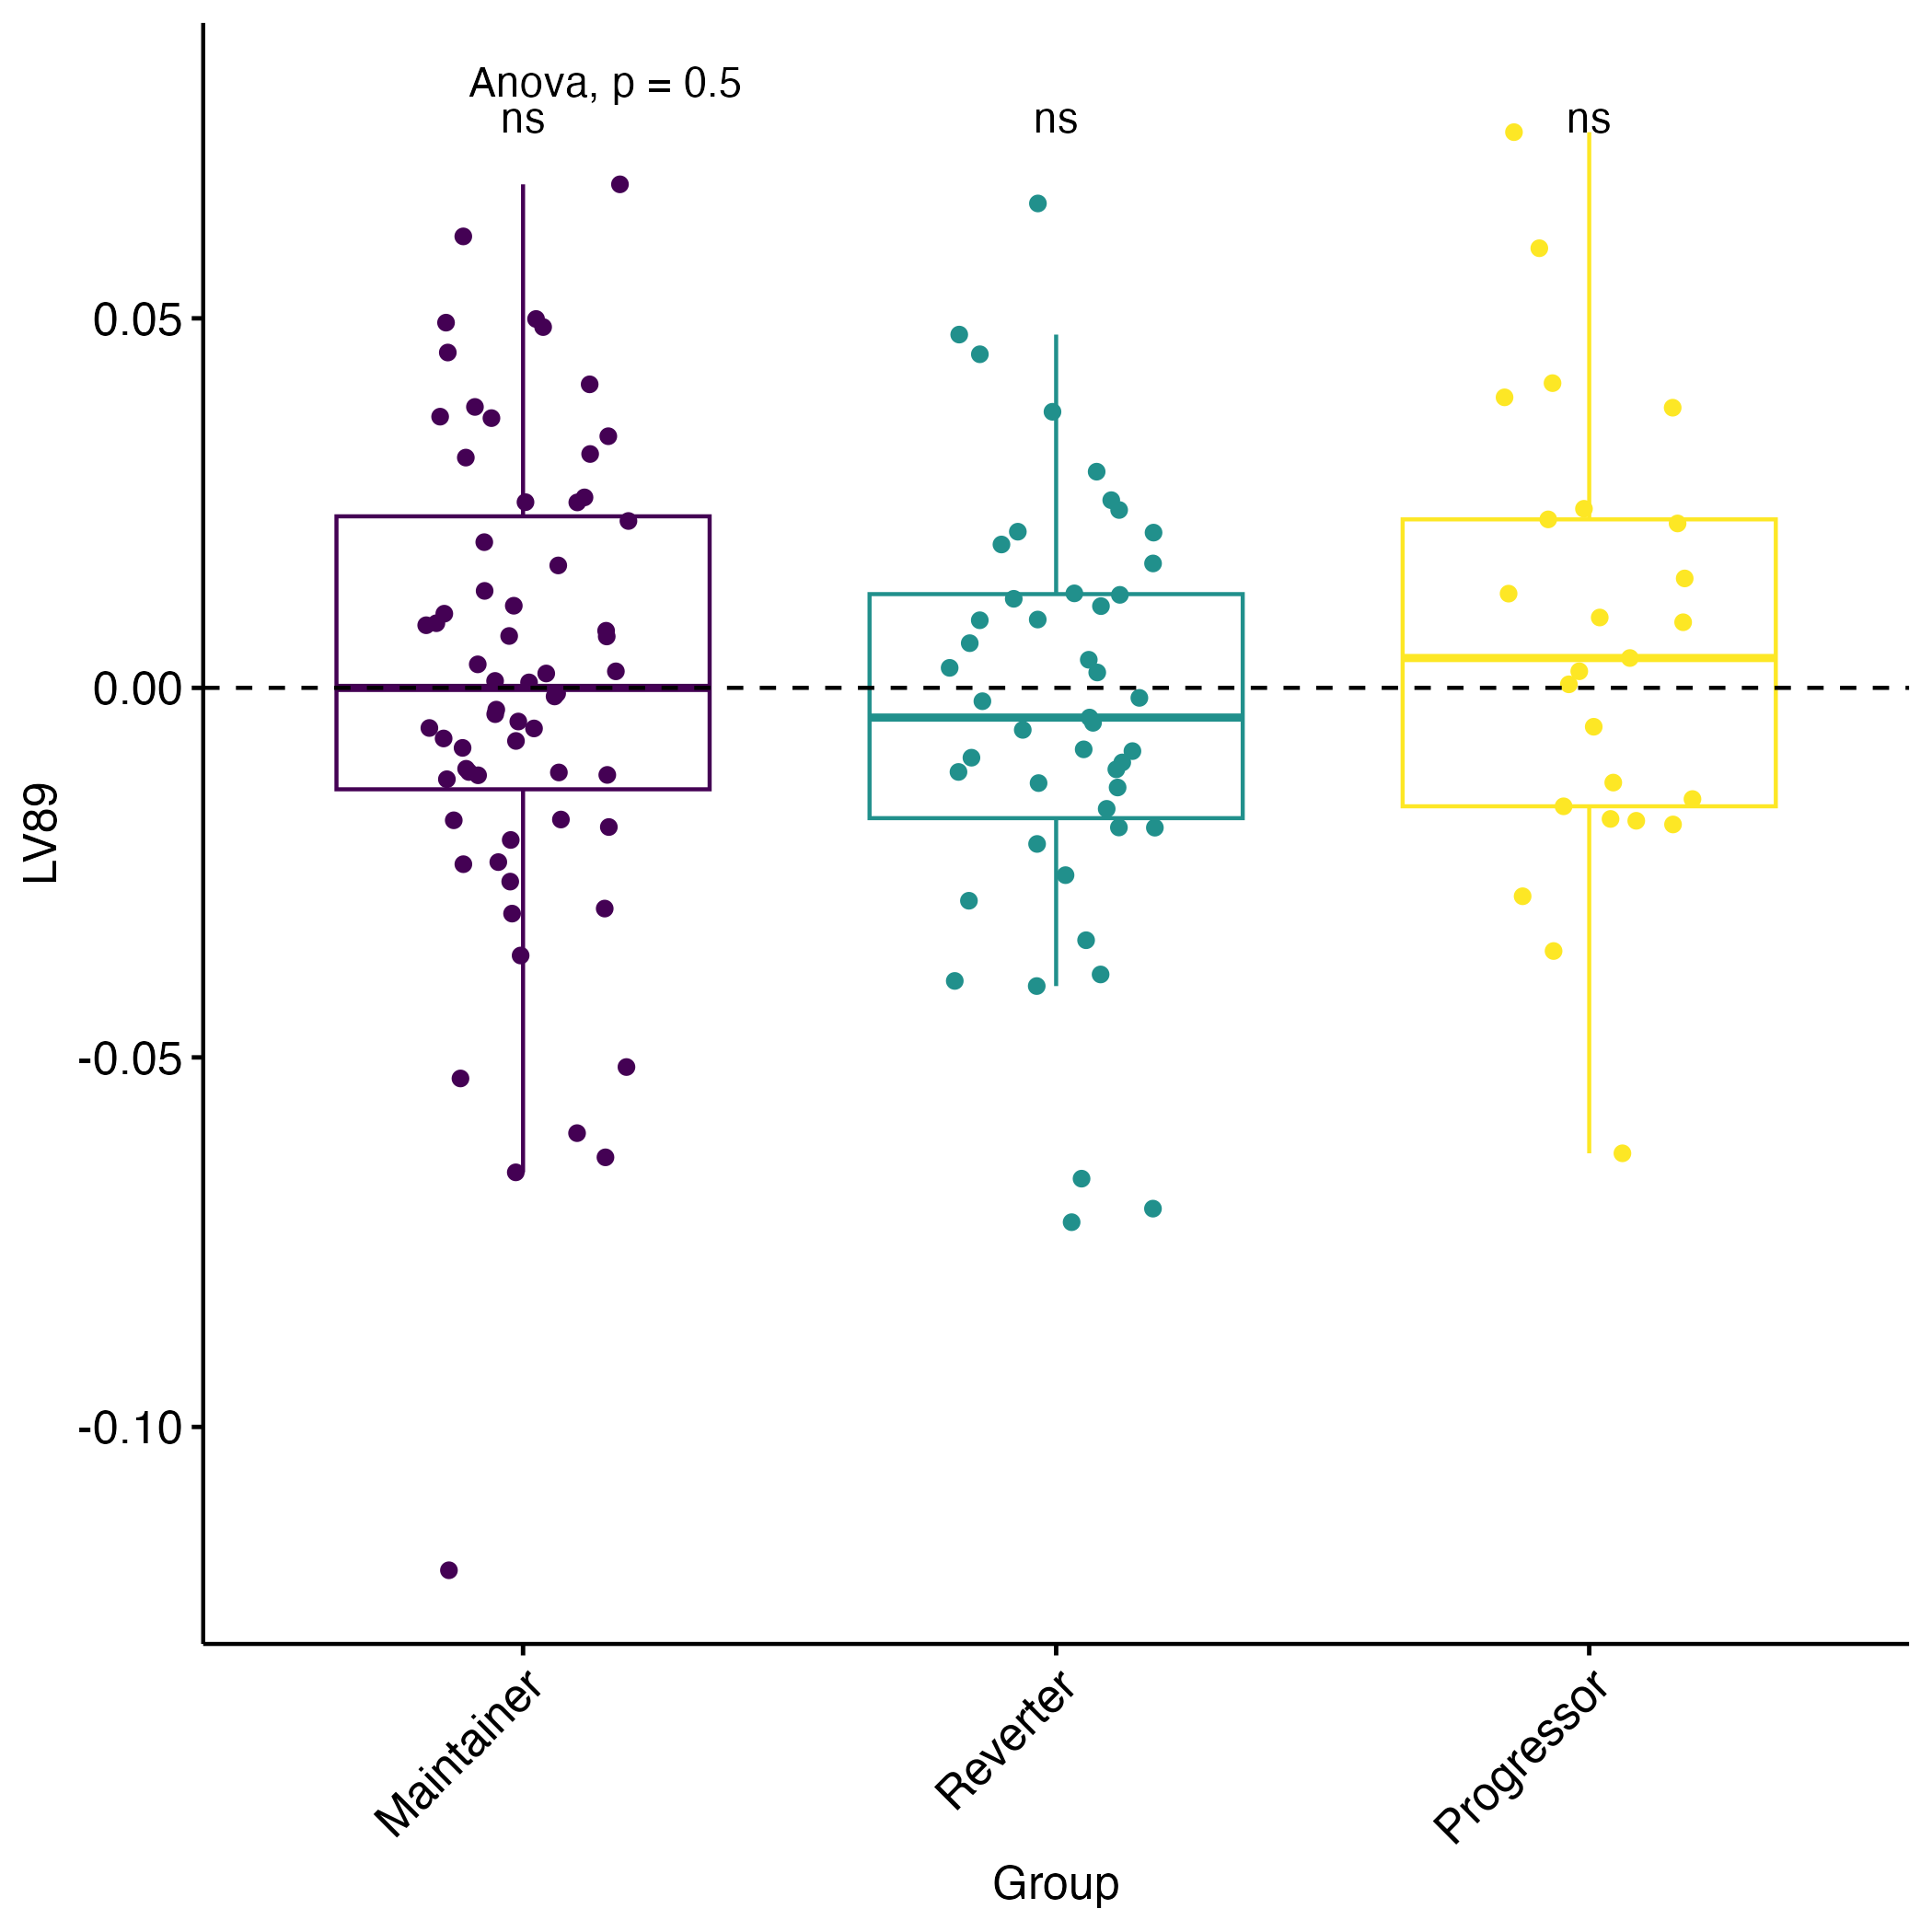 Anova, p = 0.5
ns ns ns
0.05
0.00
-0.05
-0.10
LV89
Maintainer
Reverter
Progressor
Group